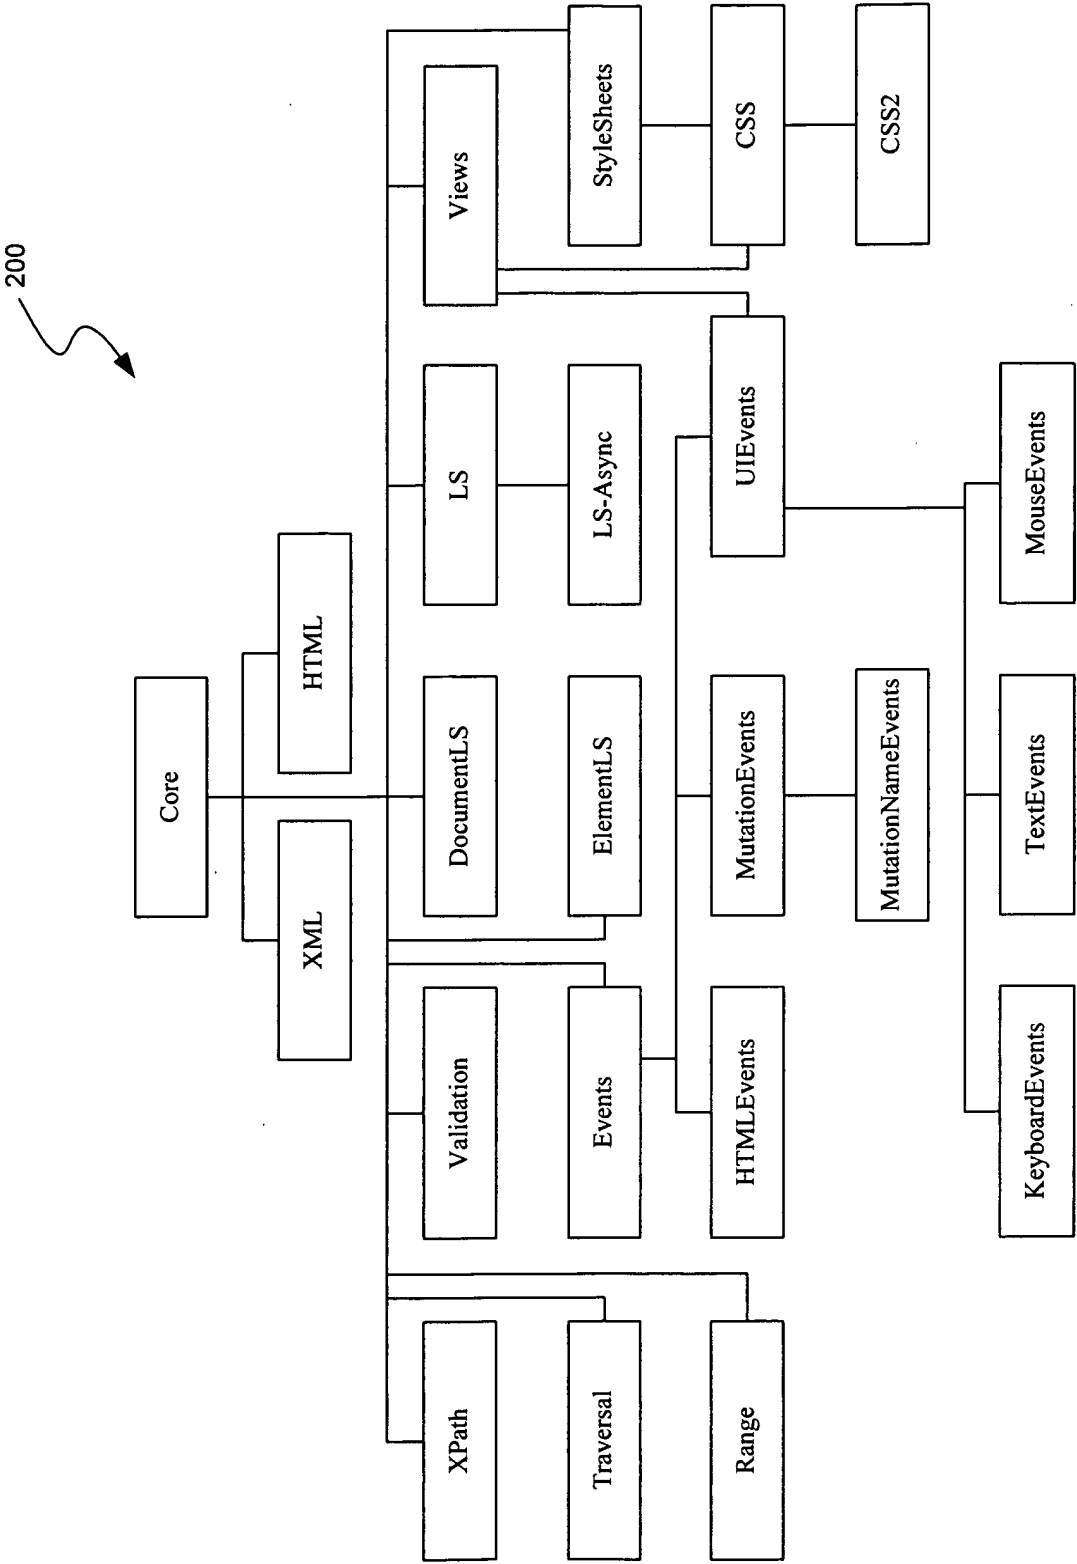 200
Core
XML
HTML
XPath
Validation
DocumentLS
LS
Views
Traversal
Events
ElementLS
LS-Async
StyleSheets
Range
HTMLEvents
MutationEvents
UIEvents
CSS
MutationNameEvents
CSS2
KeyboardEvents
TextEvents
MouseEvents